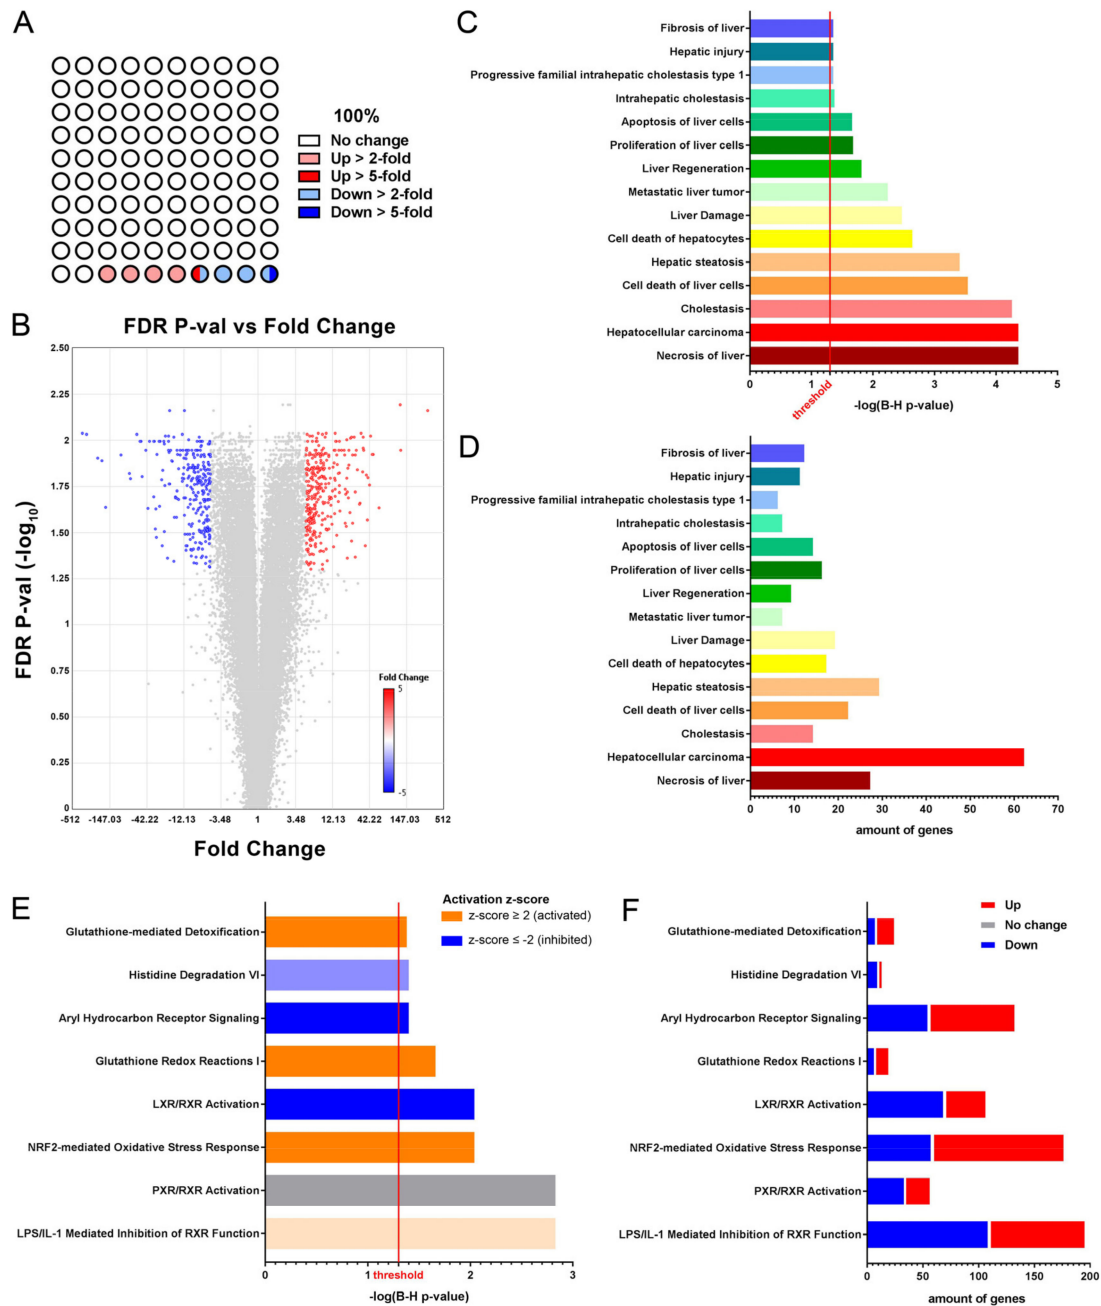 A
100%
No change
Up > 2-fold
Up > 5-fold
Down > 2-fold
Down > 5-fold
B
FDR P-val vs Fold Change
FDR P-val (-log10)
2.50
2.25
2
1.75
1.50
1.25
1
0.75
0.50
0.25
0
Fold Change
5
-5
-512 -147.03 -42.22 -12.13 -3.48 1 3.48 12.13 42.22 147.03 512
Fold Change
C
Fibrosis of liver
Hepatic injury
Progressive familial intrahepatic cholestasis type 1
Intrahepatic cholestasis
Apoptosis of liver cells
Proliferation of liver cells
Liver Regeneration
Metastatic liver tumor
Liver Damage
Cell death of hepatocytes
Hepatic steatosis
Cell death of liver cells
Cholestasis
Hepatocellular carcinoma
Necrosis of liver
0 1 2 3 4 5
threshold
-log(B-H p-value)
D
Fibrosis of liver
Hepatic injury
Progressive familial intrahepatic cholestasis type 1
Intrahepatic cholestasis
Apoptosis of liver cells
Proliferation of liver cells
Liver Regeneration
Metastatic liver tumor
Liver Damage
Cell death of hepatocytes
Hepatic steatosis
Cell death of liver cells
Cholestasis
Hepatocellular carcinoma
Necrosis of liver
0 10 20 30 40 50 60 70
amount of genes
E
Activation z-score
z-score ≥ 2 (activated)
z-score ≤ -2 (inhibited)
Glutathione-mediated Detoxification
Histidine Degradation VI
Aryl Hydrocarbon Receptor Signaling
Glutathione Redox Reactions I
LXR/RXR Activation
NRF2-mediated Oxidative Stress Response
PXR/RXR Activation
LPS/IL-1 Mediated Inhibition of RXR Function
0 1 threshold 2 3
-log(B-H p-value)
F
Up
No change
Down
Glutathione-mediated Detoxification
Histidine Degradation VI
Aryl Hydrocarbon Receptor Signaling
Glutathione Redox Reactions I
LXR/RXR Activation
NRF2-mediated Oxidative Stress Response
PXR/RXR Activation
LPS/IL-1 Mediated Inhibition of RXR Function
0 50 100 150 200
amount of genes